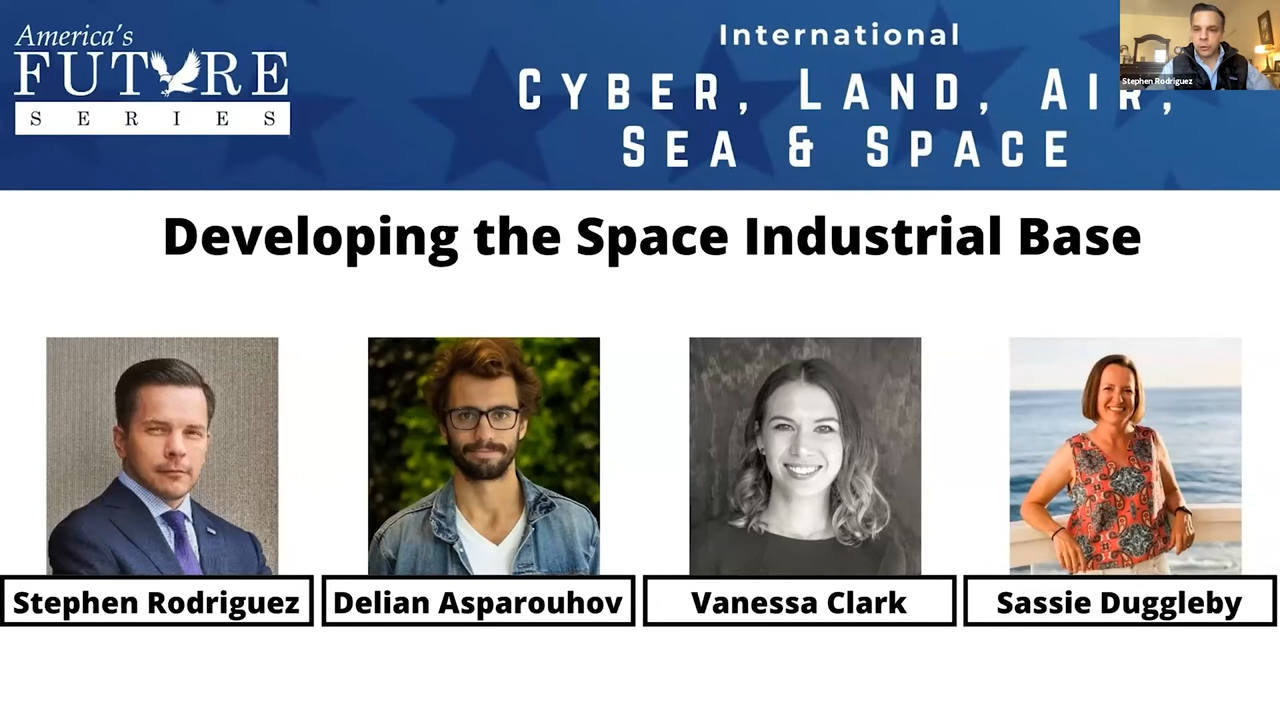 America's
FUTURE
SERIES
International
CYBER, LAND, AIR,
SEA & SPACE
Stephen Rodriguez
Developing the Space Industrial Base
Stephen Rodriguez
Delian Asparouhov
Vanessa Clark
Sassie Duggleby